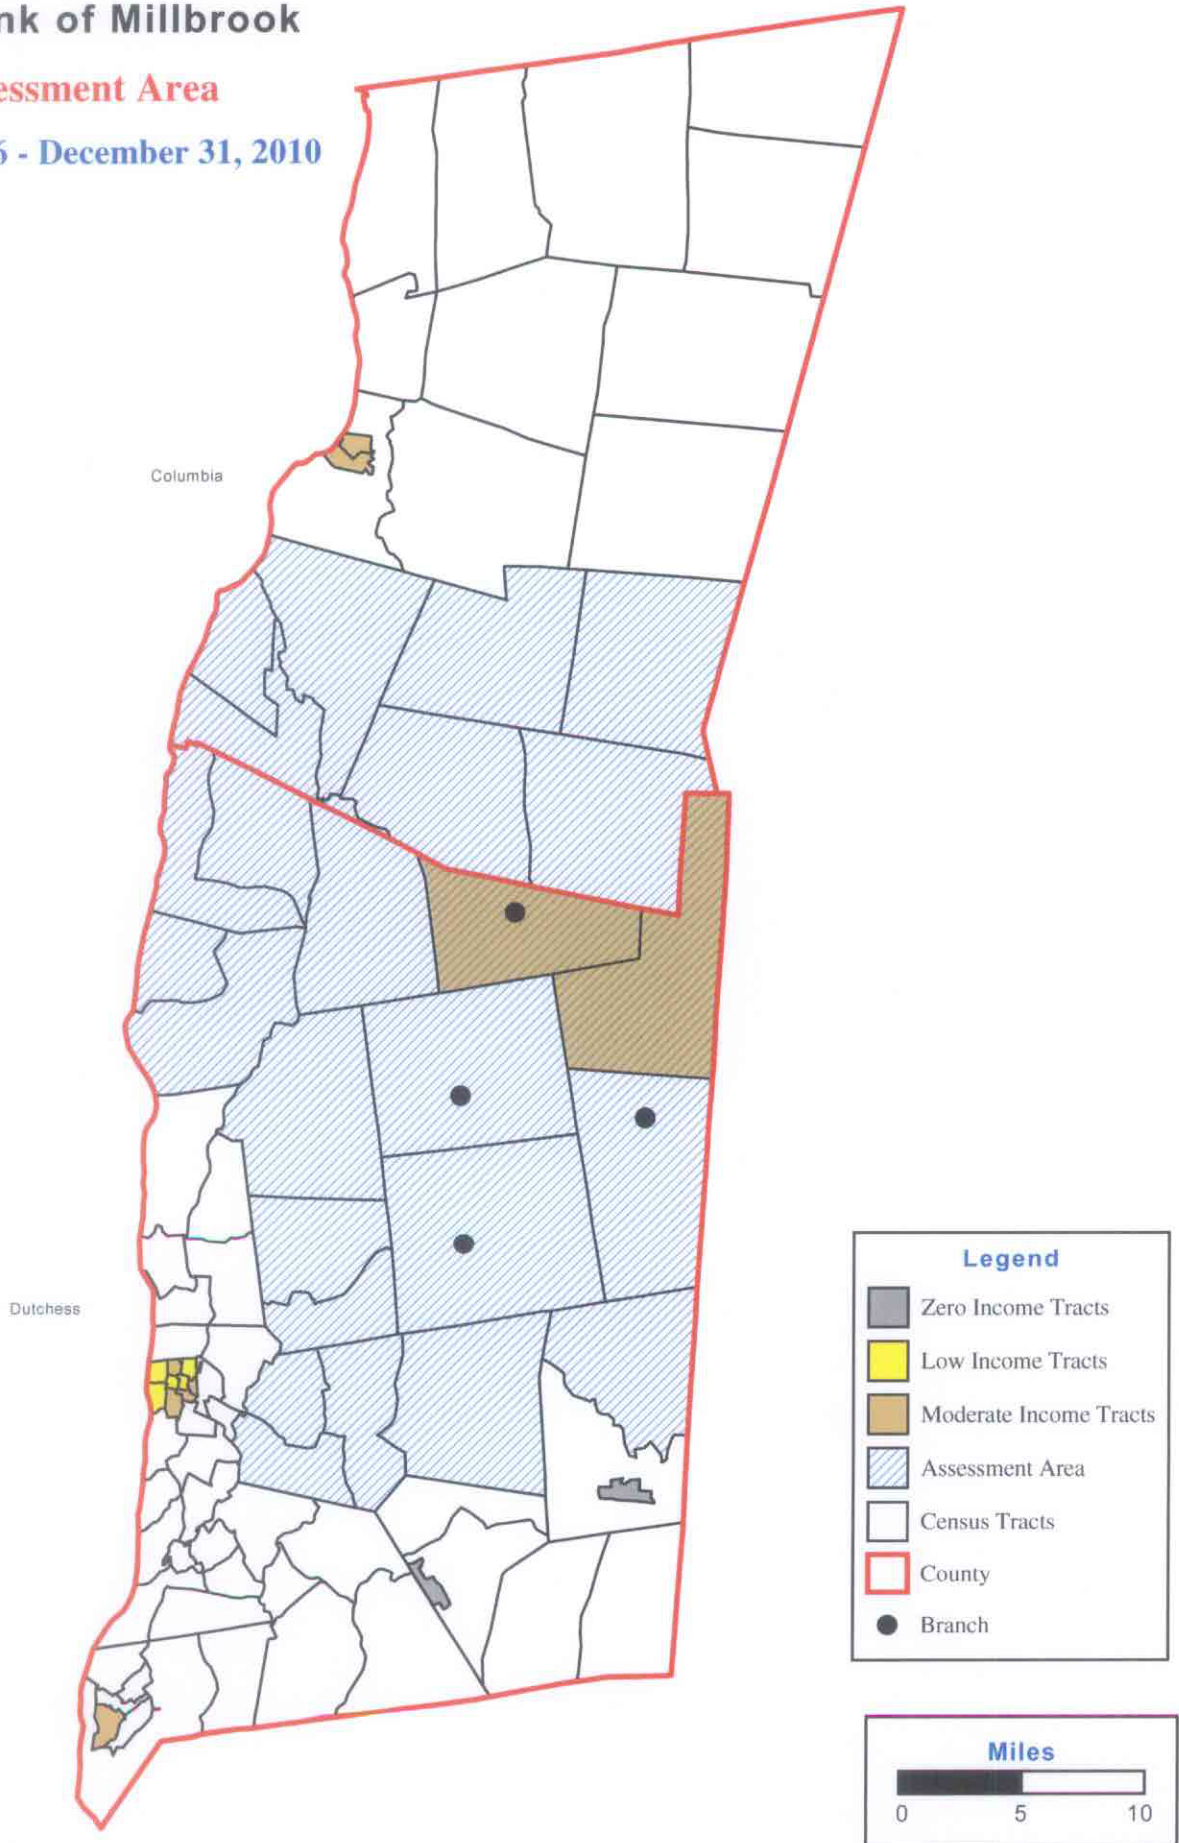 nk of Millbrook
essment Area
6 - December 31, 2010
Columbia
Dutchess
Legend
Zero Income Tracts
Low Income Tracts
Moderate Income Tracts
Assessment Area
Census Tracts
County
Branch
Miles
0 5 10